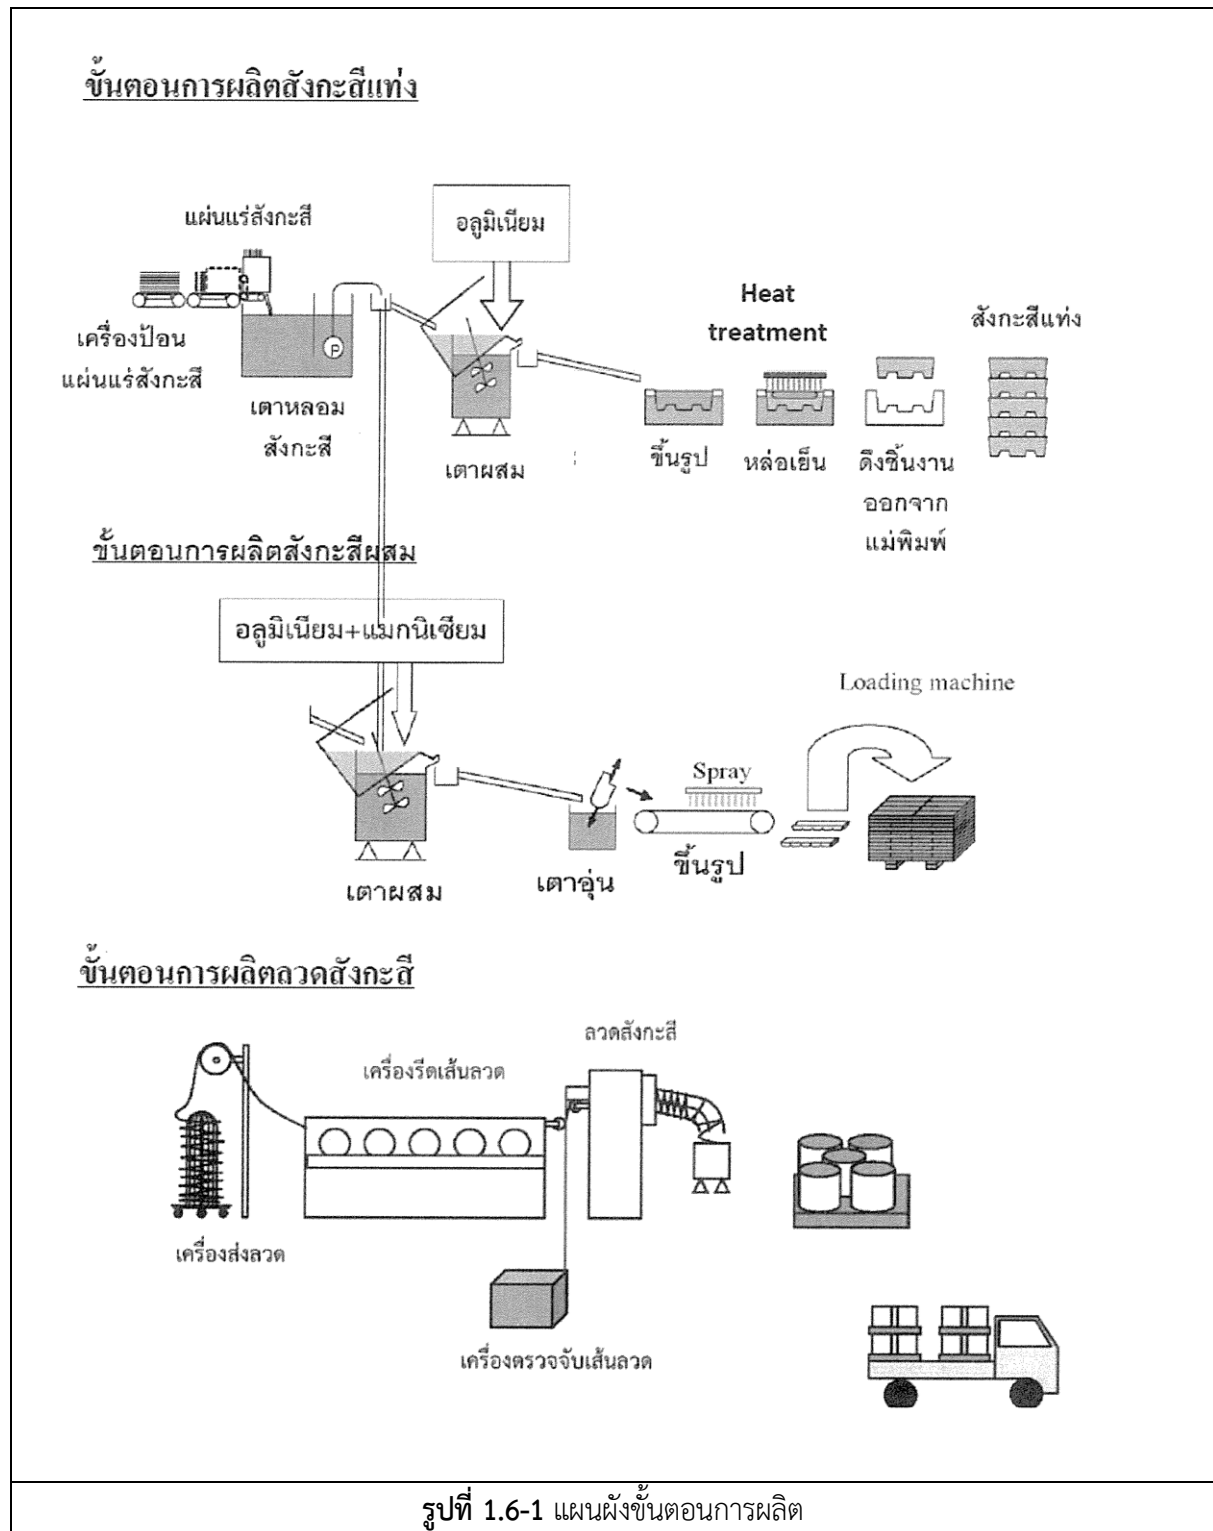 ขั้นตอนการผลิตสังกะสีแท่ง
แผ่นแร่สังกะสี
อลูมิเนียม
เครื่องป้อน
แผ่นแร่สังกะสี
P
เตาหลอม
สังกะสี
เตาผสม
Heat
treatment
สังกะสีแท่ง
ขึ้นรูป
หล่อเย็น
ดึงชิ้นงาน
ออกจาก
แม่พิมพ์
ขั้นตอนการผลิตสังกะสีผสม
อลูมิเนียม+แมกนิเซียม
Loading machine
Spray
เตาผสม
เตาอุ่น
ขึ้นรูป
ขั้นตอนการผลิตลวดสังกะสี
ลวดสังกะสี
เครื่องรีดเส้นลวด
เครื่องส่งลวด
เครื่องตรวจจับเส้นลวด
รูปที่ 1.6-1 แผนผังขั้นตอนการผลิต